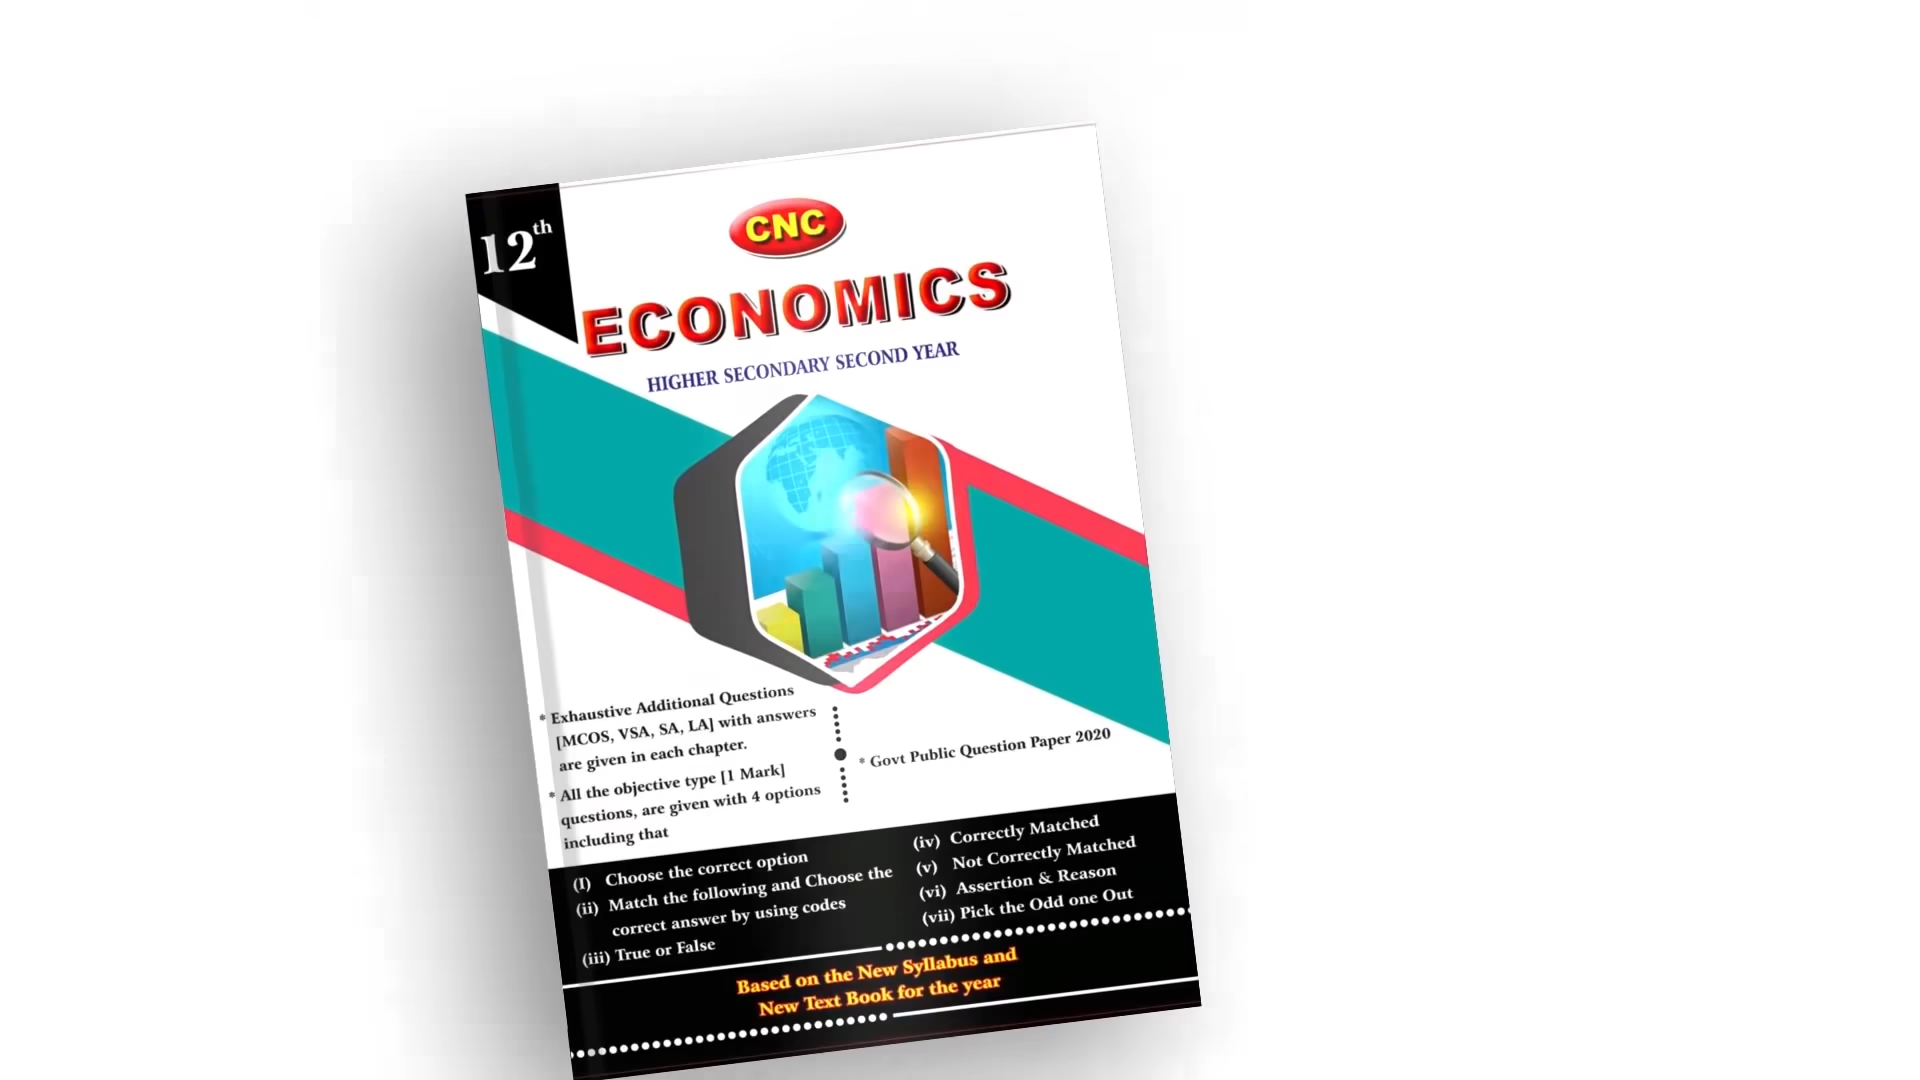 12th
CNC
ECONOMICS
HIGHER SECONDARY SECOND YEAR
* Exhaustive Additional Questions
[MCOS, VSA, SA, LA] with answers
are given in each chapter.
* All the objective type [1 Mark]
questions, are given with 4 options
including that
* Govt Public Question Paper 2020
(I) Choose the correct option
(ii) Match the following and Choose the
correct answer by using codes
(iii) True or False
(iv) Correctly Matched
(v) Not Correctly Matched
(vi) Assertion & Reason
(vii) Pick the Odd one Out
Based on the New Syllabus and
New Text Book for the year